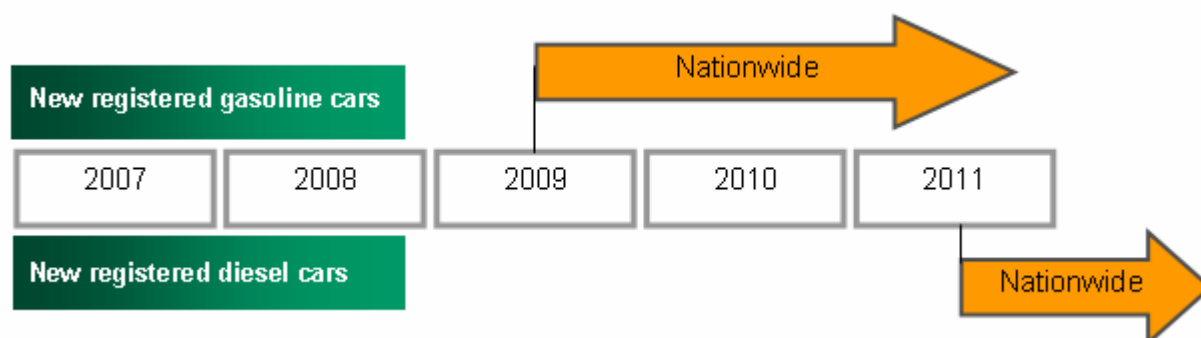 Nationwide
New registered gasoline cars
2007 2008 2009 2010 2011
New registered diesel cars
Nationwide